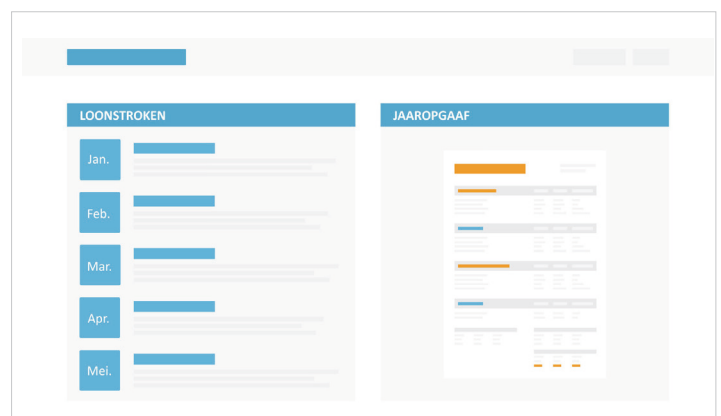 LOONSTROKEN
Jan.
Feb.
Mar.
Apr.
Mei.
JAAROPGAAF